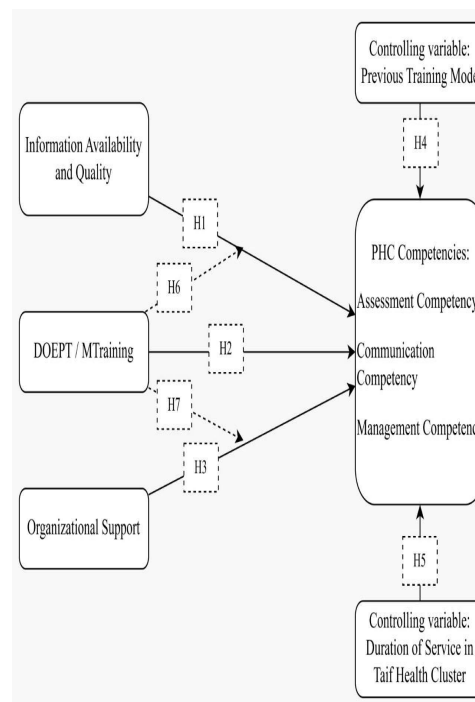 Controlling variable:
Previous Training Mode
H4
Information Availability
and Quality
H1
H6
PHC Competencies:
Assessment Competency
Communication
Competency
Management Competenc
DOEPT / MTraining
H2
H7
H3
Organizational Support
H5
Controlling variable:
Duration of Service in
Taif Health Cluster